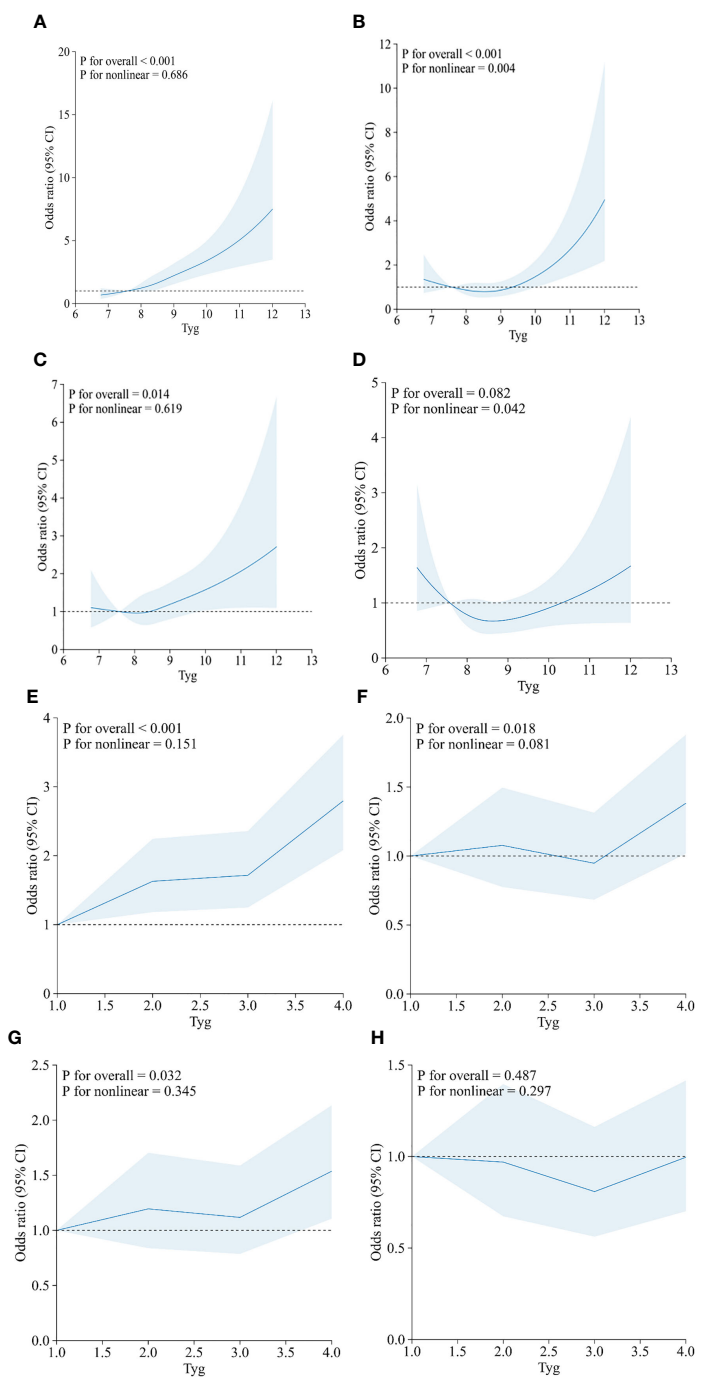 A
P for overall < 0.001
P for nonlinear = 0.686
Odds ratio (95% CI)
20
15
10
5
0
6 7 8 9 10 11 12 13
Tyg
B
P for overall < 0.001
P for nonlinear = 0.004
Odds ratio (95% CI)
12
10
8
6
4
2
0
6 7 8 9 10 11 12 13
Tyg
C
P for overall = 0.014
P for nonlinear = 0.619
Odds ratio (95% CI)
7
6
5
4
3
2
1
0
6 7 8 9 10 11 12 13
Tyg
D
P for overall = 0.082
P for nonlinear = 0.042
Odds ratio (95% CI)
5
4
3
2
1
0
6 7 8 9 10 11 12 13
Tyg
E
P for overall < 0.001
P for nonlinear = 0.151
Odds ratio (95% CI)
4
3
2
1
0
1.0 1.5 2.0 2.5 3.0 3.5 4.0
Tyg
F
P for overall = 0.018
P for nonlinear = 0.081
Odds ratio (95% CI)
2.0
1.5
1.0
0.5
0.0
1.0 1.5 2.0 2.5 3.0 3.5 4.0
Tyg
G
P for overall = 0.032
P for nonlinear = 0.345
Odds ratio (95% CI)
2.5
2.0
1.5
1.0
0.5
0.0
1.0 1.5 2.0 2.5 3.0 3.5 4.0
Tyg
H
P for overall = 0.487
P for nonlinear = 0.297
Odds ratio (95% CI)
1.5
1.0
0.5
0.0
1.0 1.5 2.0 2.5 3.0 3.5 4.0
Tyg